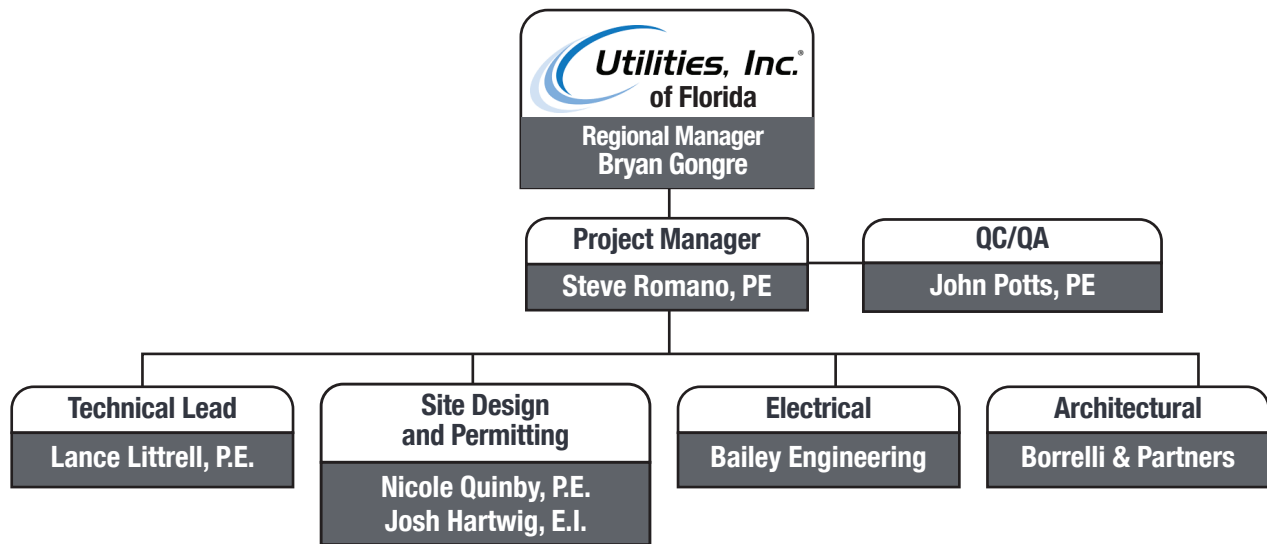 Utilities, Inc.®
of Florida
Regional Manager
Bryan Gongre
Project Manager
Steve Romano, PE
QC/QA
John Potts, PE
Technical Lead
Lance Littrell, P.E.
Site Design
and Permitting
Nicole Quinby, P.E.
Josh Hartwig, E.I.
Electrical
Bailey Engineering
Architectural
Borrelli & Partners